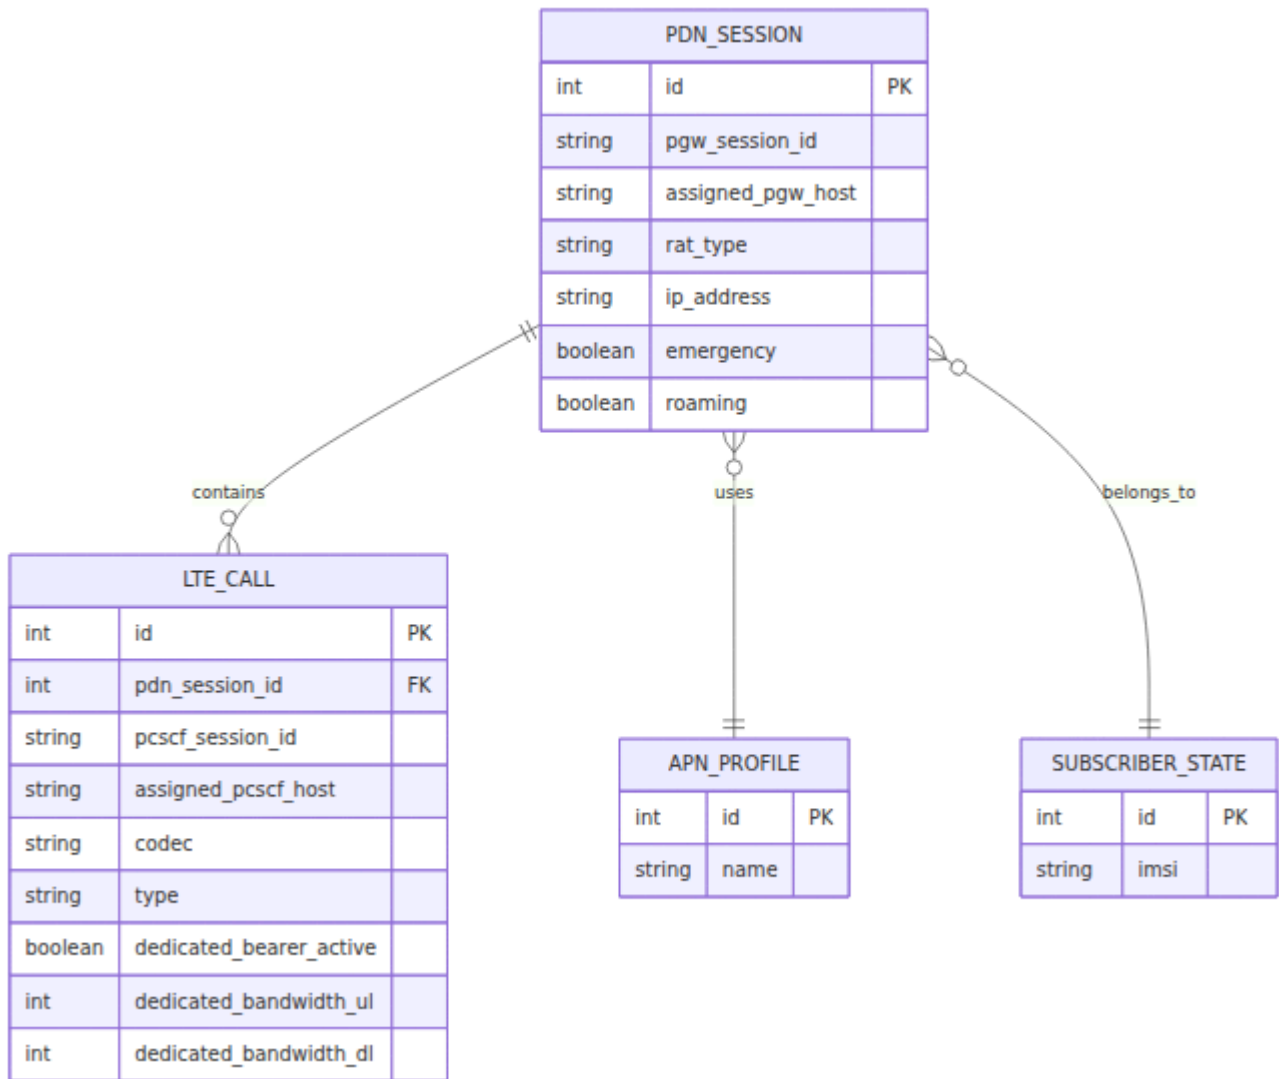 PDN_SESSION
int id PK
string pgw_session_id
string assigned_pgw_host
string rat_type
string ip_address
boolean emergency
boolean roaming
contains
uses
belongs_to
LTE_CALL
int id PK
int pdn_session_id FK
string pcscf_session_id
string assigned_pcscf_host
string codec
string type
boolean dedicated_bearer_active
int dedicated_bandwidth_ul
int dedicated_bandwidth_dl
APN_PROFILE
int id PK
string name
SUBSCRIBER_STATE
int id PK
string imsi